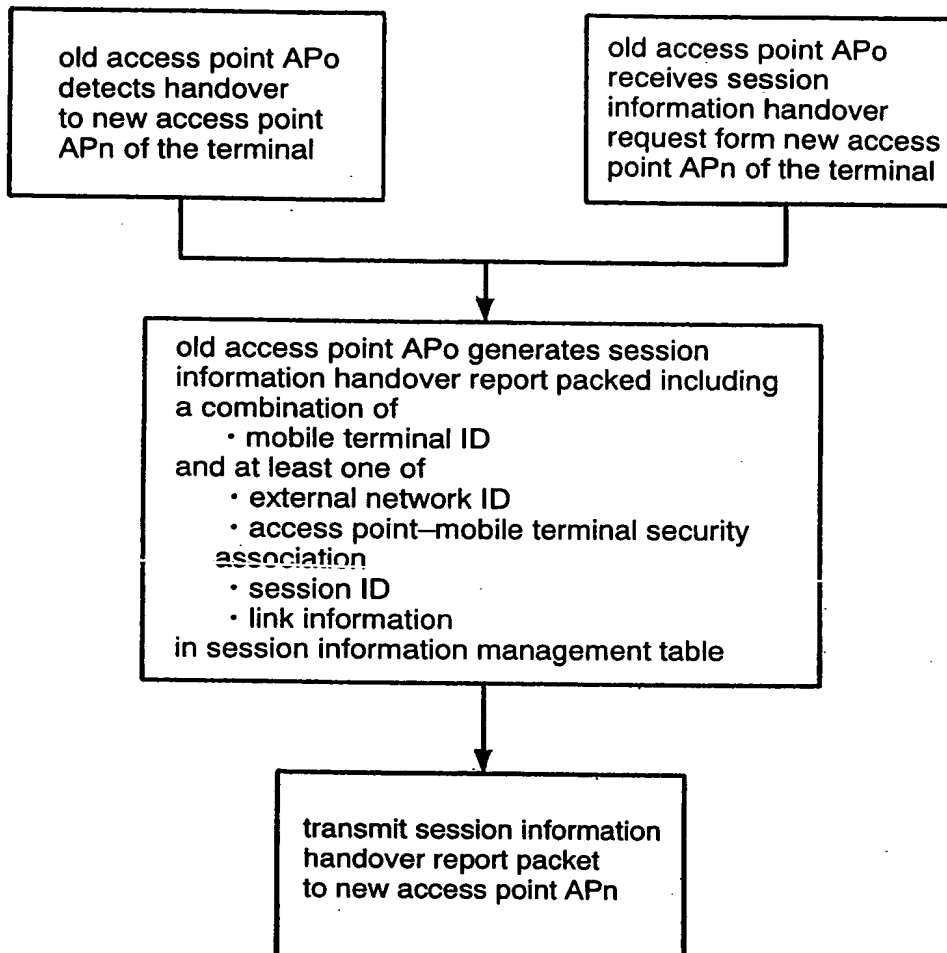 old access point APo
detects handover
to new access point
APn of the terminal
old access point APo
receives session
information handover
request form new access
point APn of the terminal
old access point APo generates session
information handover report packed including
a combination of
・mobile terminal ID
and at least one of
・external network ID
・access point–mobile terminal security
association
・session ID
・link information
in session information management table
transmit session information
handover report packet
to new access point APn